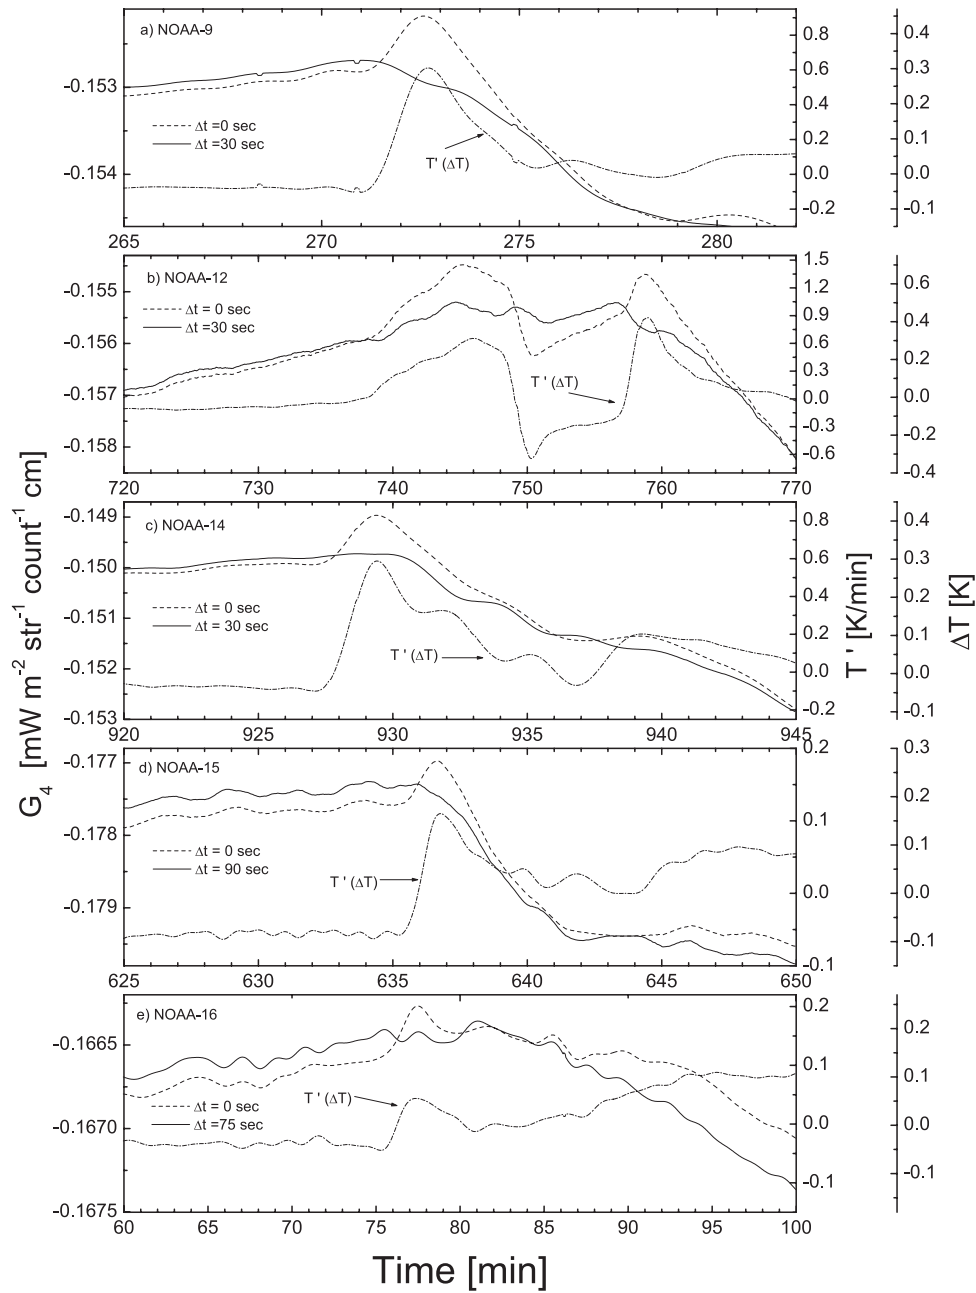 a) NOAA-9
-0.153
-0.154
Δt =0 sec
Δt =30 sec
T' (ΔT)
0.9
0.6
0.4
0.2
0.0
-0.2
0.4
0.3
0.2
0.1
0.0
-0.1
265 270 275 280
b) NOAA-12
-0.155
-0.156
-0.157
-0.158
Δt = 0 sec
Δt =30 sec
T ' (ΔT)
1.5
1.2
0.9
0.6
0.3
0.0
-0.3
-0.6
0.6
0.4
0.2
0.0
-0.2
-0.4
720 730 740 750 760 770
c) NOAA-14
-0.149
-0.150
-0.151
-0.152
-0.153
Δt = 0 sec
Δt = 30 sec
T ' (ΔT)
0.8
0.6
0.4
0.2
0.0
-0.2
0.4
0.3
0.2
0.1
0.0
-0.1
920 925 930 935 940 945
G4 [mW m-2 str-1 count-1 cm]
T ' [K/min]
ΔT [K]
d) NOAA-15
-0.177
-0.178
-0.179
Δt = 0 sec
Δt = 90 sec
T ' (ΔT)
0.2
0.1
0.0
-0.1
0.3
0.2
0.1
0.0
-0.1
625 630 635 640 645 650
e) NOAA-16
-0.1665
-0.1670
-0.1675
Δt = 0 sec
Δt =75 sec
T ' (ΔT)
0.2
0.1
0.0
-0.1
0.2
0.1
0.0
-0.1
60 65 70 75 80 85 90 95 100
Time [min]